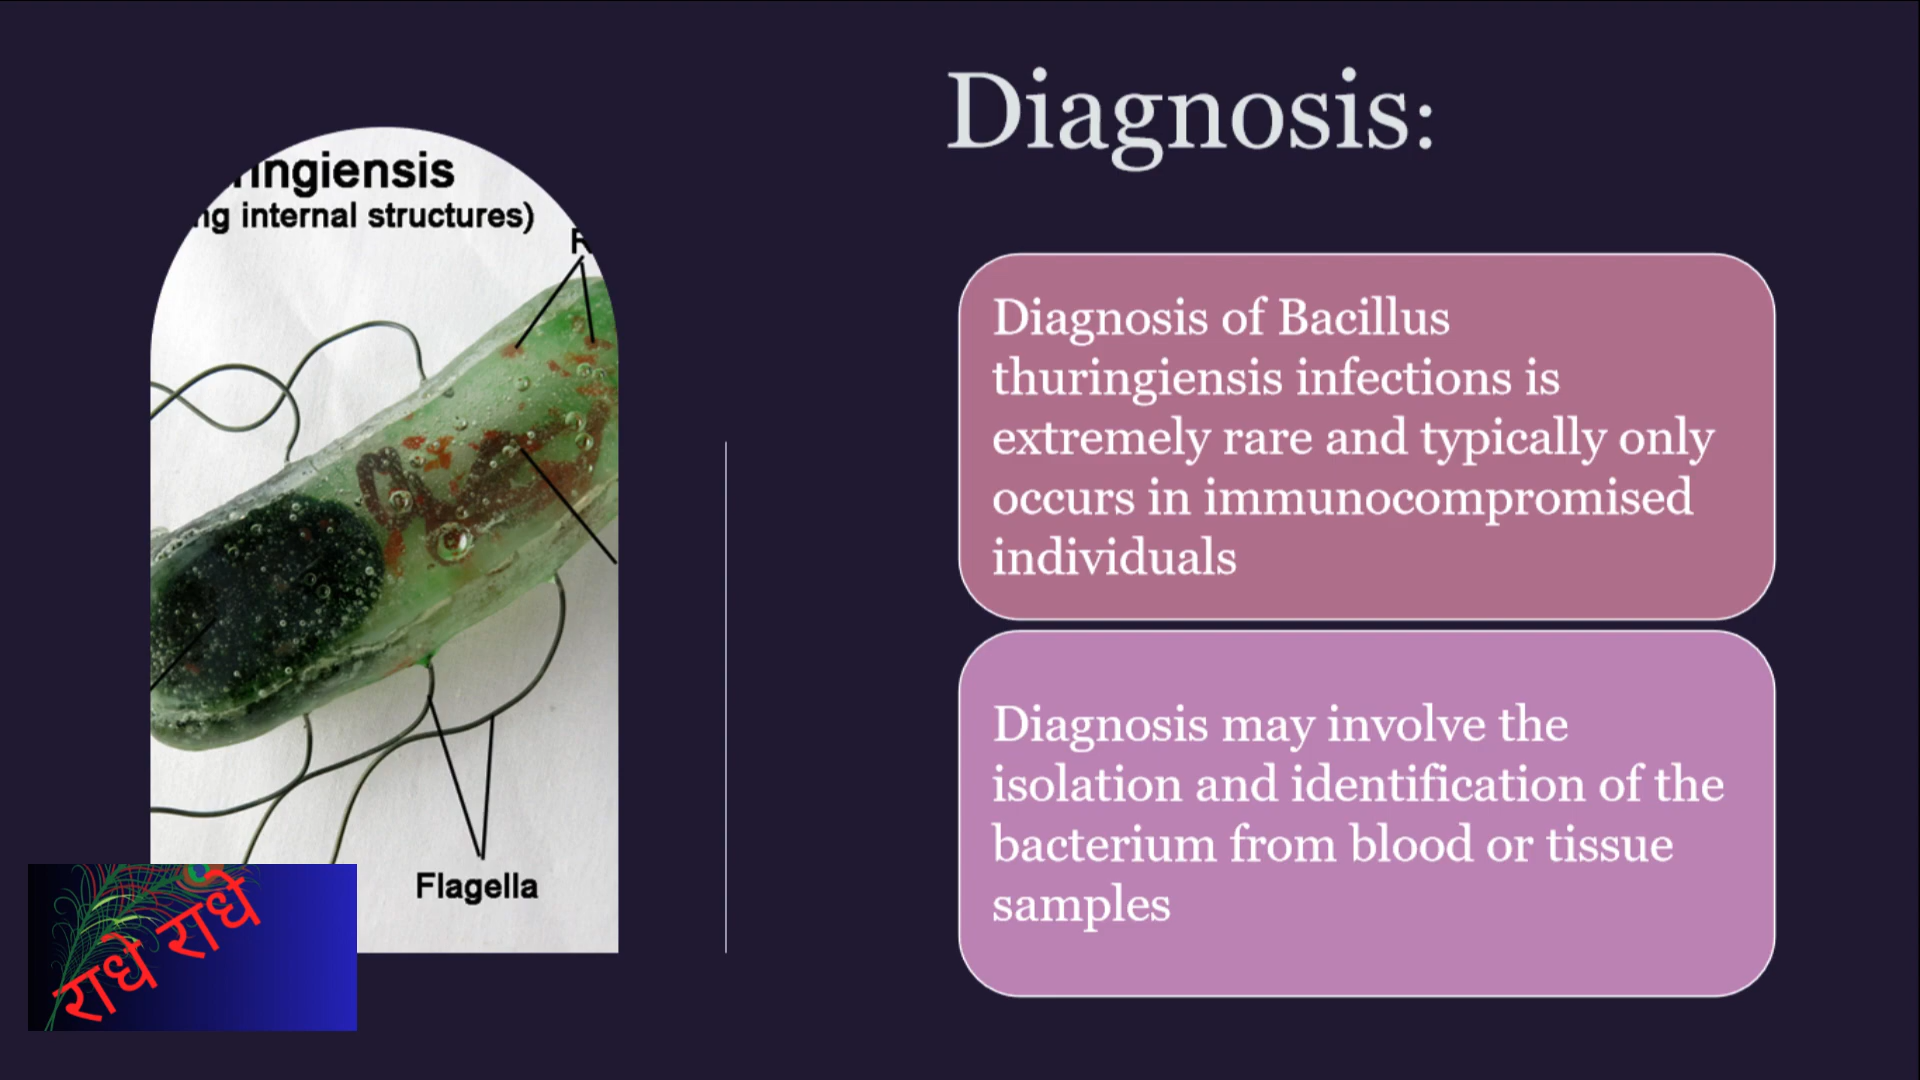 Diagnosis:
ringiensis
ng internal structures)
R
Flagella
राधे राधे
Diagnosis of Bacillus
thuringiensis infections is
extremely rare and typically only
occurs in immunocompromised
individuals
Diagnosis may involve the
isolation and identification of the
bacterium from blood or tissue
samples